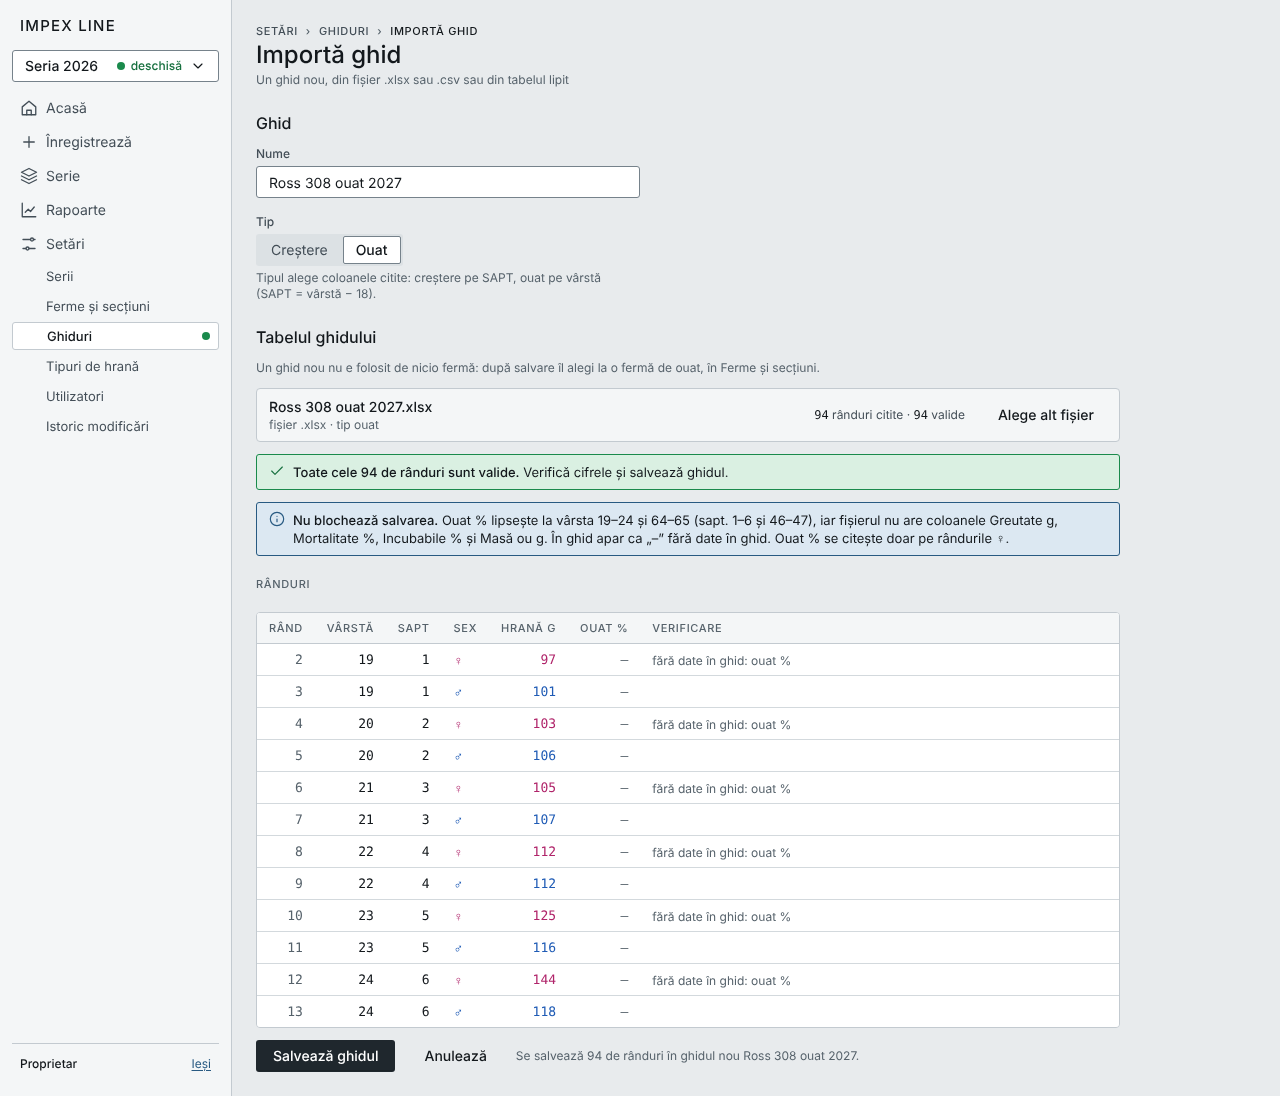 IMPEX LINE
Seria 2026 deschisă
Acasă
Înregistrează
Serie
Rapoarte
Setări
Serii
Ferme și secțiuni
Ghiduri
Tipuri de hrană
Utilizatori
Istoric modificări
Proprietar Ieși
SETĂRI › GHIDURI › IMPORTĂ GHID
Importă ghid
Un ghid nou, din fișier .xlsx sau .csv sau din tabelul lipit
Ghid
Nume
Ross 308 ouat 2027
Tip
Creștere Ouat
Tipul alege coloanele citite: creștere pe SAPT, ouat pe vârstă
(SAPT = vârstă − 18).
Tabelul ghidului
Un ghid nou nu e folosit de nicio fermă: după salvare îl alegi la o fermă de ouat, în Ferme și secțiuni.
Ross 308 ouat 2027.xlsx
fișier .xlsx · tip ouat
94 rânduri citite · 94 valide
Alege alt fișier
Toate cele 94 de rânduri sunt valide. Verifică cifrele și salvează ghidul.
Nu blochează salvarea. Ouat % lipsește la vârsta 19–24 și 64–65 (sapt. 1–6 și 46–47), iar fișierul nu are coloanele Greutate g,
Mortalitate %, Incubabile % și Masă ou g. În ghid apar ca „–” fără date în ghid. Ouat % se citește doar pe rândurile ♀.
RÂNDURI
RÂND VÂRSTĂ SAPT SEX HRANĂ G OUAT % VERIFICARE
2 19 1 ♀ 97 – fără date în ghid: ouat %
3 19 1 ♂ 101 –
4 20 2 ♀ 103 – fără date în ghid: ouat %
5 20 2 ♂ 106 –
6 21 3 ♀ 105 – fără date în ghid: ouat %
7 21 3 ♂ 107 –
8 22 4 ♀ 112 – fără date în ghid: ouat %
9 22 4 ♂ 112 –
10 23 5 ♀ 125 – fără date în ghid: ouat %
11 23 5 ♂ 116 –
12 24 6 ♀ 144 – fără date în ghid: ouat %
13 24 6 ♂ 118 –
Salvează ghidul Anulează Se salvează 94 de rânduri în ghidul nou Ross 308 ouat 2027.